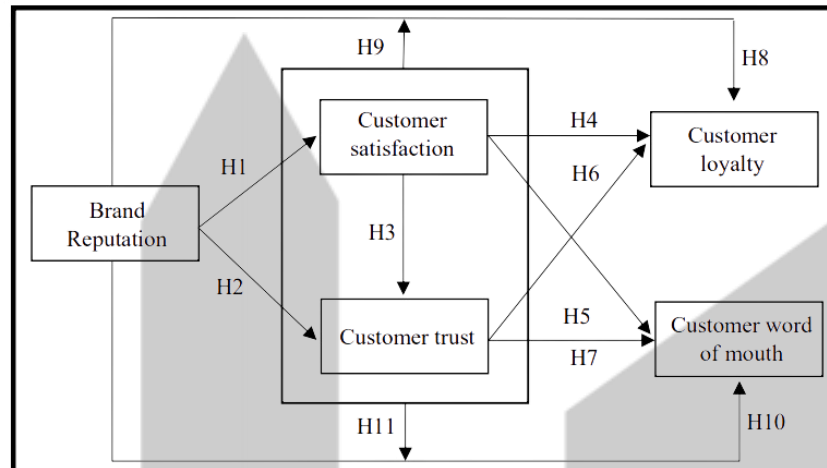 H9
H8
Customer
satisfaction
H4
Customer
loyalty
H1
H6
Brand
Reputation
H3
H2
Customer trust
H5
H7
Customer word
of mouth
H11
H10